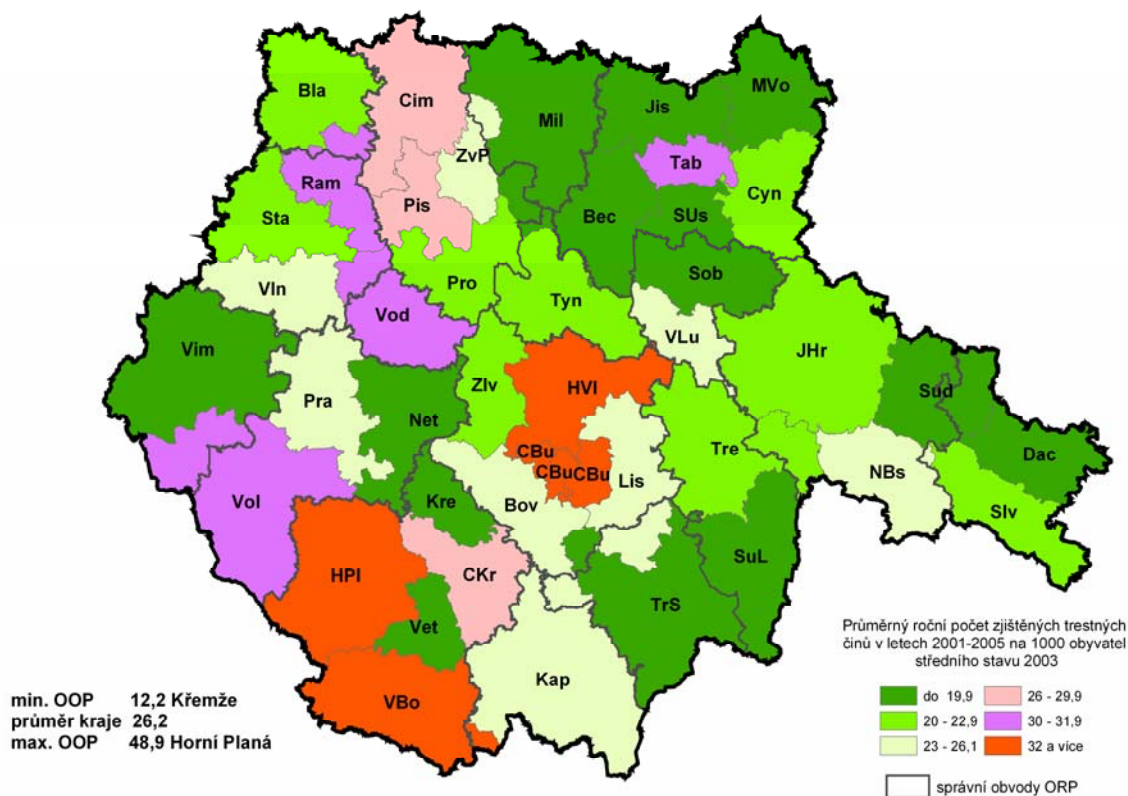 MVo
Bla
Cim
Mil
Jis
ZvP
Tab
Ram
Cyn
Pis
Bec
SUs
Sta
Sob
Vln
Pro
Tyn
Vod
VLu
Vim
JHr
Zlv
HVl
Sud
Pra
Net
Tre
Dac
CBu
CBu
CBu
Lis
NBs
Vol
Kre
Bov
Slv
HPl
CKr
SuL
TrS
Vet
Kap
VBo
Průměrný roční počet zjištěných trestných
činů v letech 2001-2005 na 1000 obyvatel
středního stavu 2003
do 19,9
26 - 29,9
20 - 22,9
30 - 31,9
23 - 26,1
32 a více
správní obvody ORP
min. OOP 12,2 Křemže
průměr kraje 26,2
max. OOP 48,9 Horní Planá